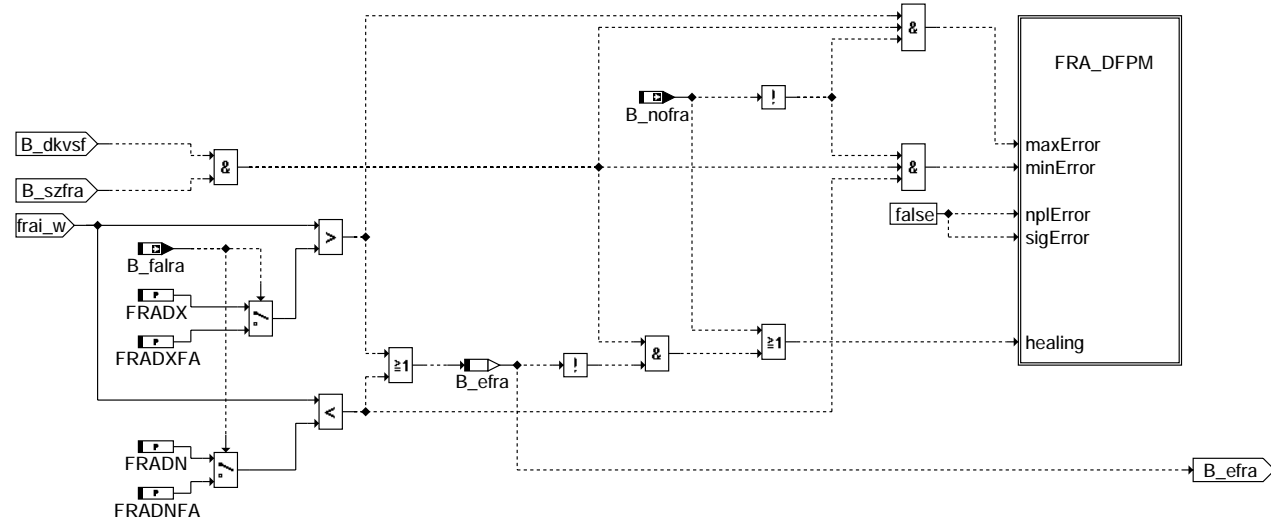 &
FRA_DFPM
B_nofra
!
B_dkvsf
&
&
maxError
minError
B_szfra
frai_w
false
nplError
sigError
>
B_falra
P
FRADX
P
FRADXFA
≧1
B_efra
!
&
≧1
healing
<
P
FRADN
P
FRADNFA
B_efra